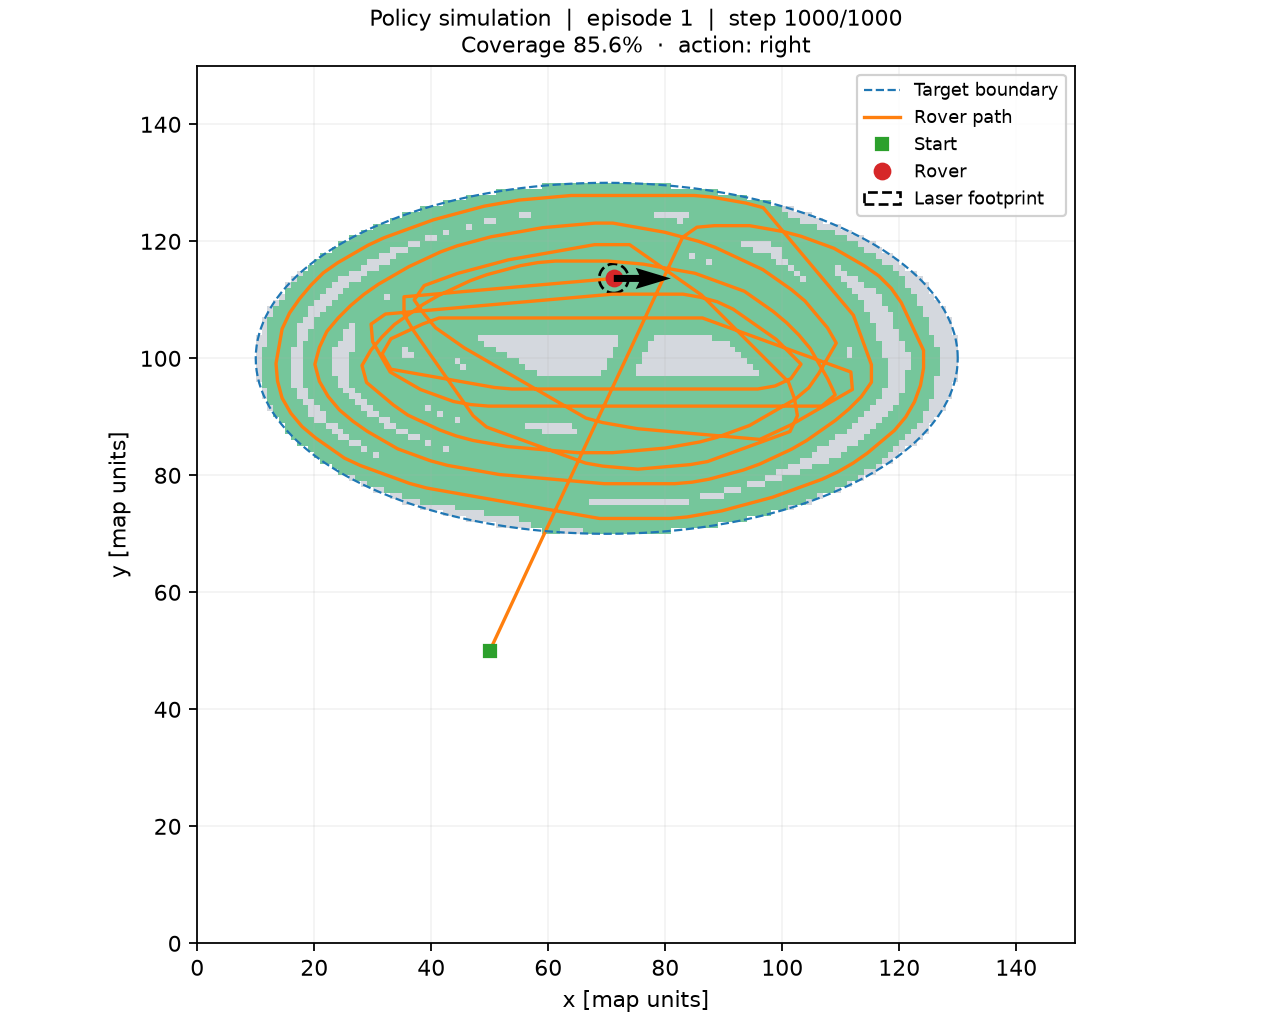 Policy simulation  |  episode 1  |  step 1000/1000
Coverage 85.6%  ·  action: right
Target boundary
Rover path
Start
Rover
Laser footprint
140
120
100
80
60
40
20
0
y [map units]
0 20 40 60 80 100 120 140
x [map units]